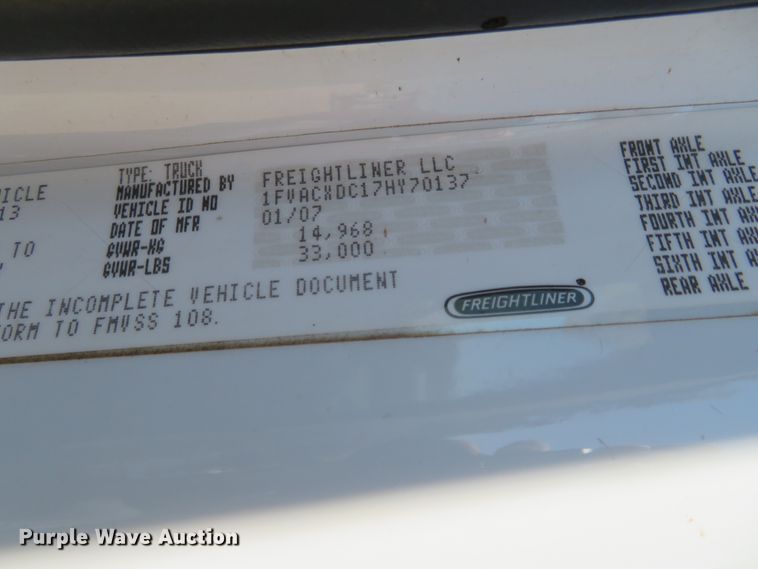 HICLE
13
TO
TYPE: TRUCK
MANUFACTURED BY FREIGHTLINER LLC
VEHICLE ID NO 1FVACXDC17HY70137
DATE OF MFR 01/07
GVWR-KG 14,968
GVWR-LBS 33,000
THE INCOMPLETE VEHICLE DOCUMENT
ORM TO FMVSS 108.
FREIGHTLINER
FRONT AXLE
FIRST INT AXLE
SECOND INT AXLE
THIRD INT AXLE
FOURTH INT AXLE
FIFTH INT AXLE
SIXTH INT AX
REAR AXLE
Purple Wave Auction